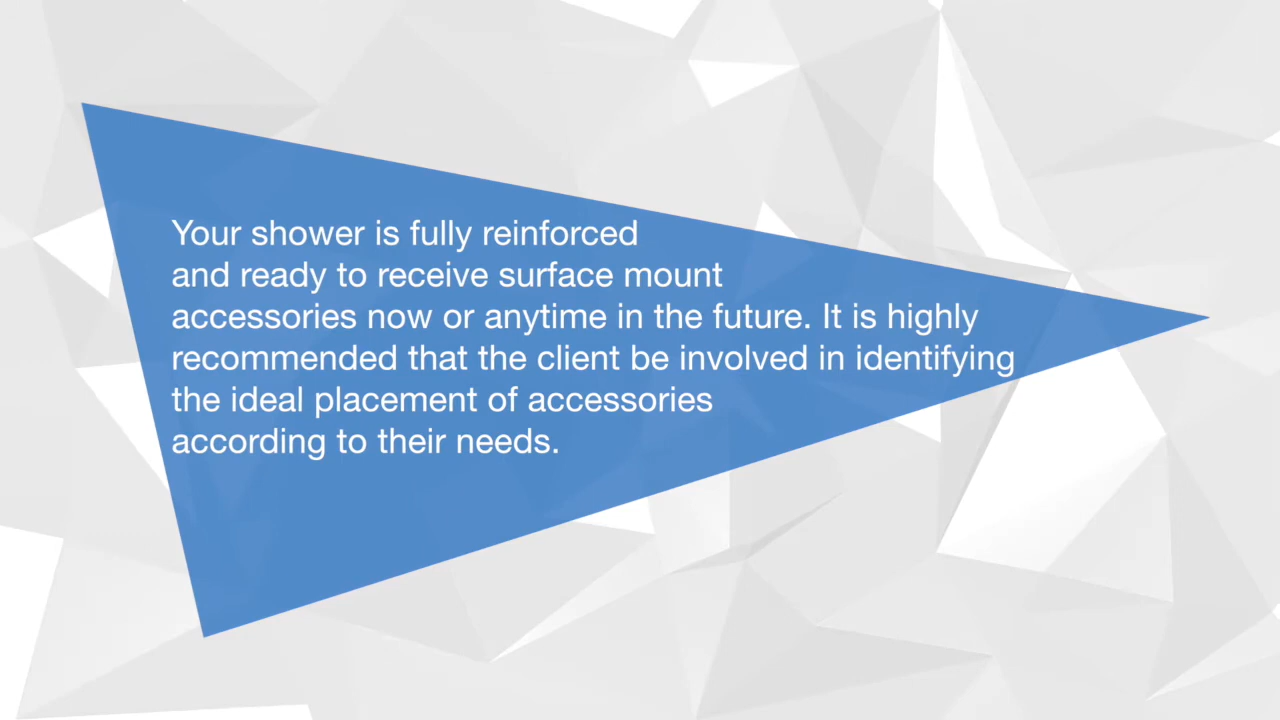 Your shower is fully reinforced
and ready to receive surface mount
accessories now or anytime in the future. It is highly
recommended that the client be involved in identifying
the ideal placement of accessories
according to their needs.